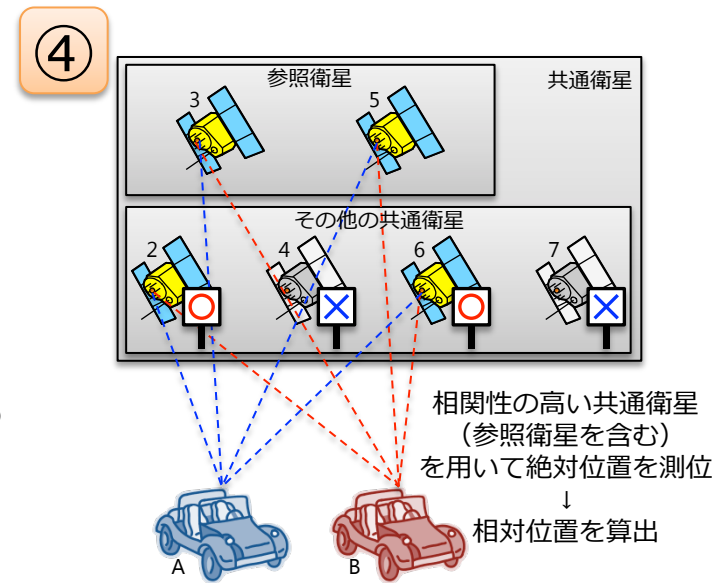 ④
参照衛星
共通衛星
3
5
その他の共通衛星
2
4
6
7
相関性の高い共通衛星
（参照衛星を含む）
を用いて絶対位置を測位
↓
相対位置を算出
A
B